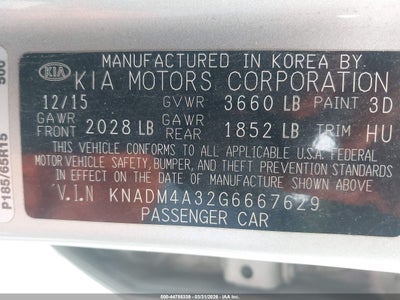 MANUFACTURED IN KOREA BY
KIA KIA MOTORS CORPORATION
12/15 GVWR 3660 LB PAINT 3D
GAWR FRONT 2028 LB GAWR REAR 1852 LB TRIM HU
THIS VEHICLE CONFORMS TO ALL APPLICABLE U.S.A. FEDERAL
MOTOR VEHICLE SAFETY, BUMPER, AND THEFT PREVENTION STANDARDS
IN EFFECT ON THE DATE OF MANUFACTURE SHOWN ABOVE
V.I.N KNADM4A32G6667629
PASSENGER CAR
P185/65R15
500